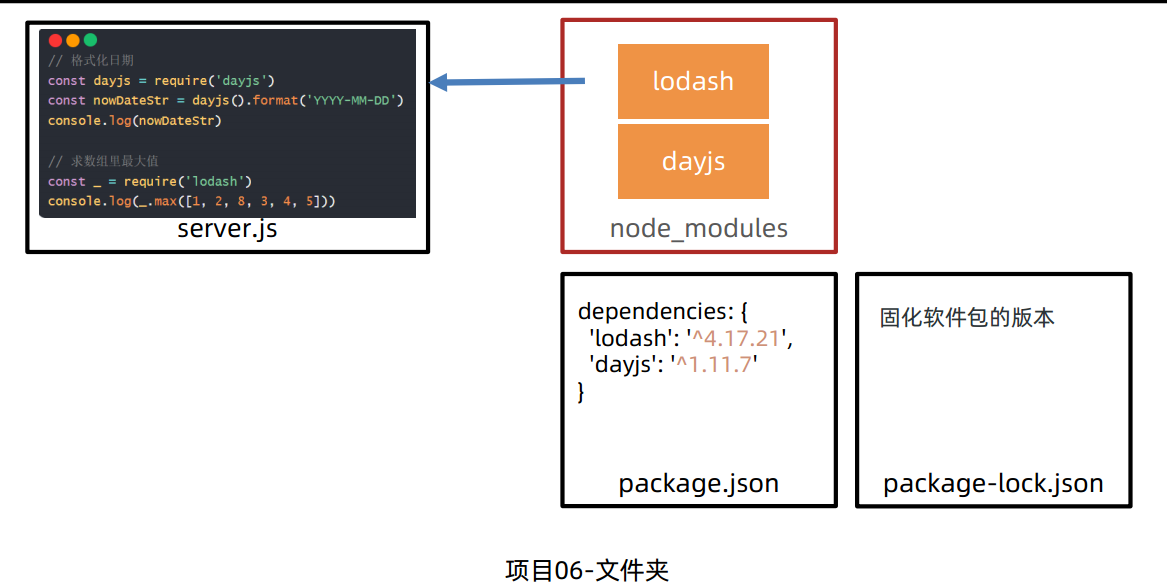 // 格式化日期
const dayjs = require('dayjs')
const nowDateStr = dayjs().format('YYYY-MM-DD')
console.log(nowDateStr)
// 求数组里最大值
const _ = require('lodash')
console.log(_.max([1, 2, 8, 3, 4, 5]))
server.js
lodash
dayjs
node_modules
dependencies: {
'lodash': '^4.17.21',
'dayjs': '^1.11.7'
}
package.json
固化软件包的版本
package-lock.json
项目06-文件夹